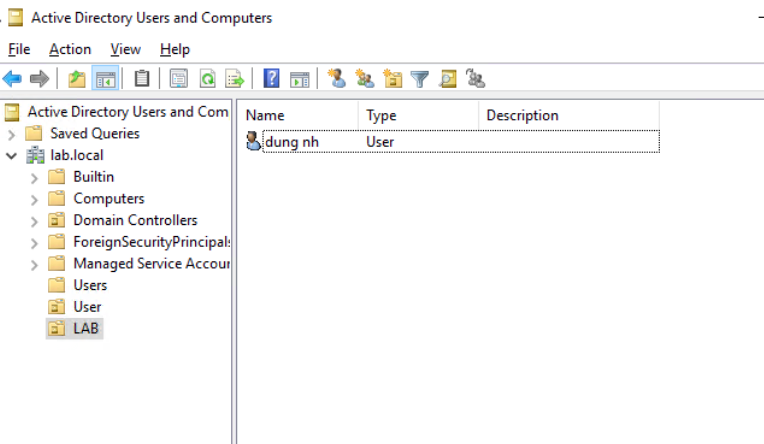 Active Directory Users and Computers
File Action View Help
Active Directory Users and Com
Saved Queries
lab.local
Builtin
Computers
Domain Controllers
ForeignSecurityPrincipals
Managed Service Accour
Users
User
LAB
Name Type Description
dung nh User